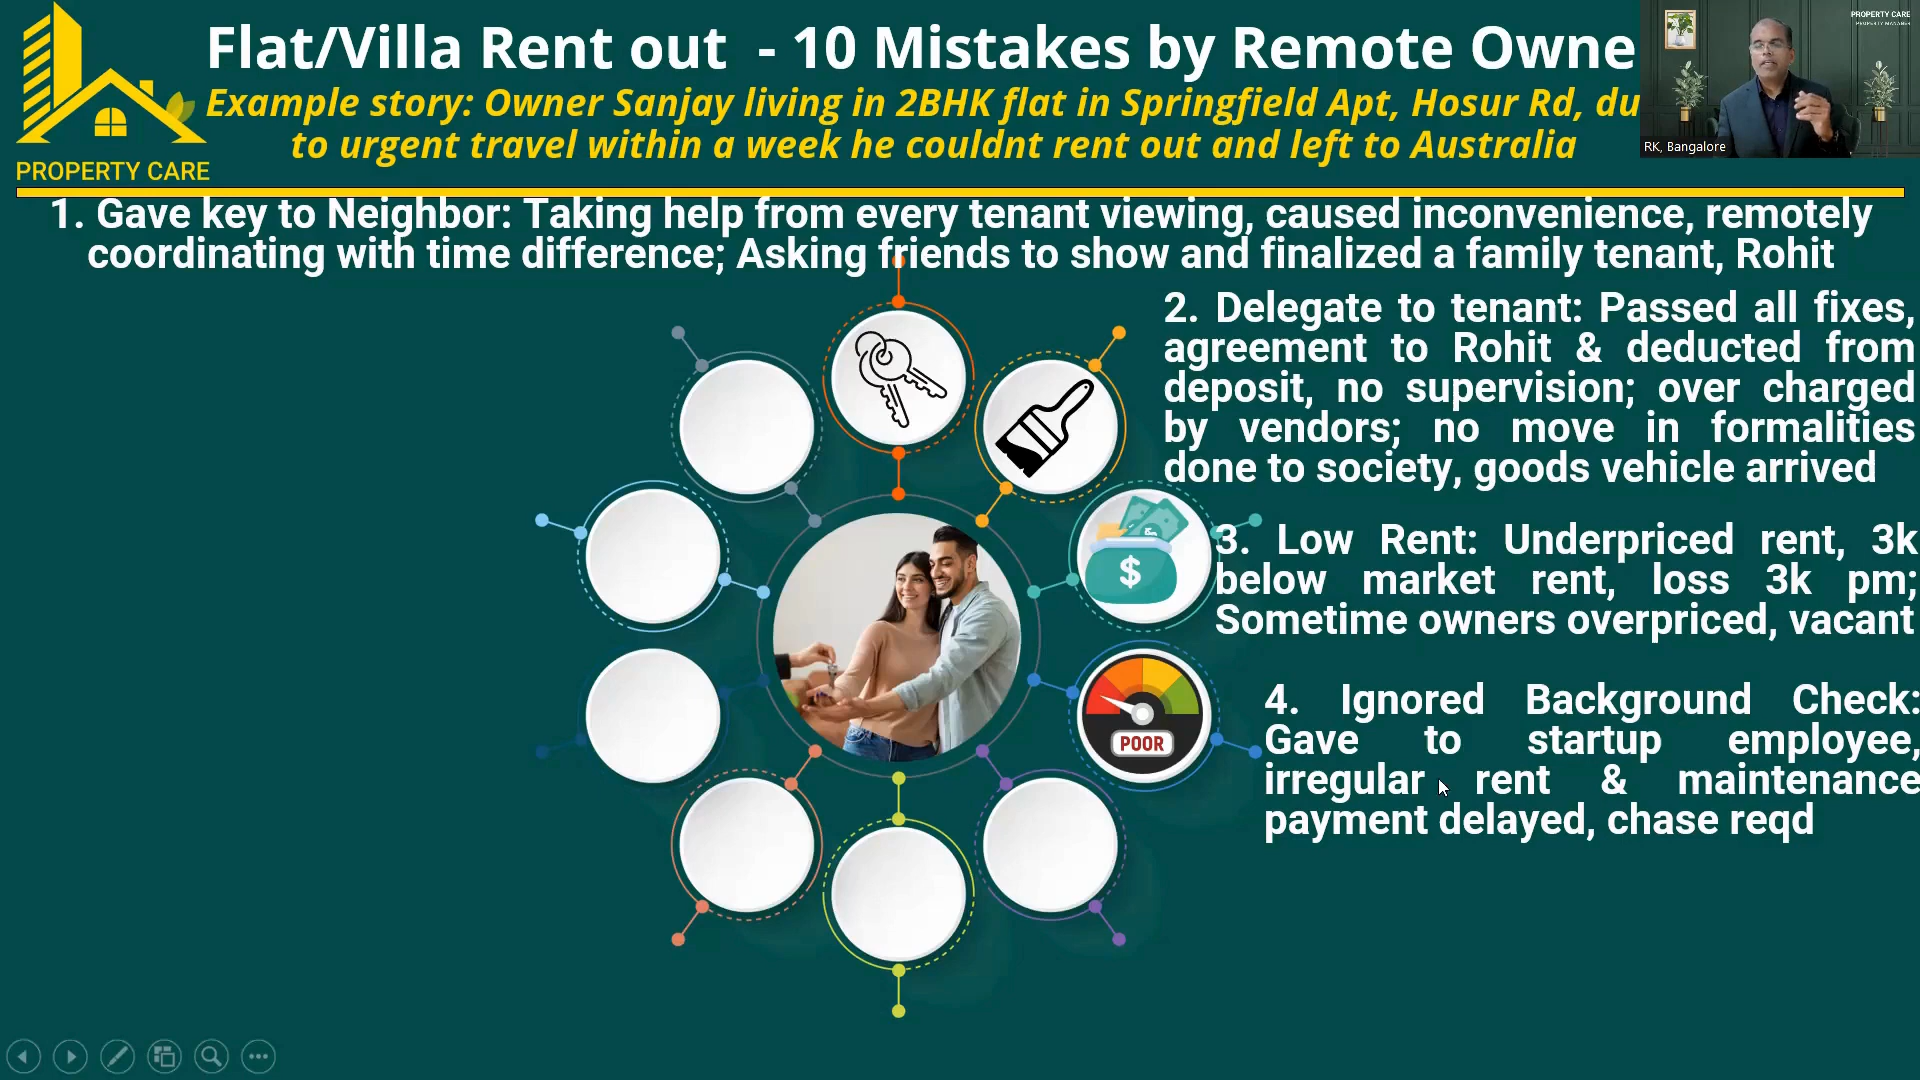 Flat/Villa Rent out - 10 Mistakes by Remote Owne
Example story: Owner Sanjay living in 2BHK flat in Springfield Apt, Hosur Rd, du
to urgent travel within a week he couldnt rent out and left to Australia
PROPERTY CARE
PROPERTY CARE
PROPERTY MANAGER
RK, Bangalore
1. Gave key to Neighbor: Taking help from every tenant viewing, caused inconvenience, remotely
coordinating with time difference; Asking friends to show and finalized a family tenant, Rohit
2. Delegate to tenant: Passed all fixes,
agreement to Rohit & deducted from
deposit, no supervision; over charged
by vendors; no move in formalities
done to society, goods vehicle arrived
$
3. Low Rent: Underpriced rent, 3k
below market rent, loss 3k pm;
Sometime owners overpriced, vacant
POOR
4. Ignored Background Check:
Gave to startup employee,
irregular rent & maintenance
payment delayed, chase reqd